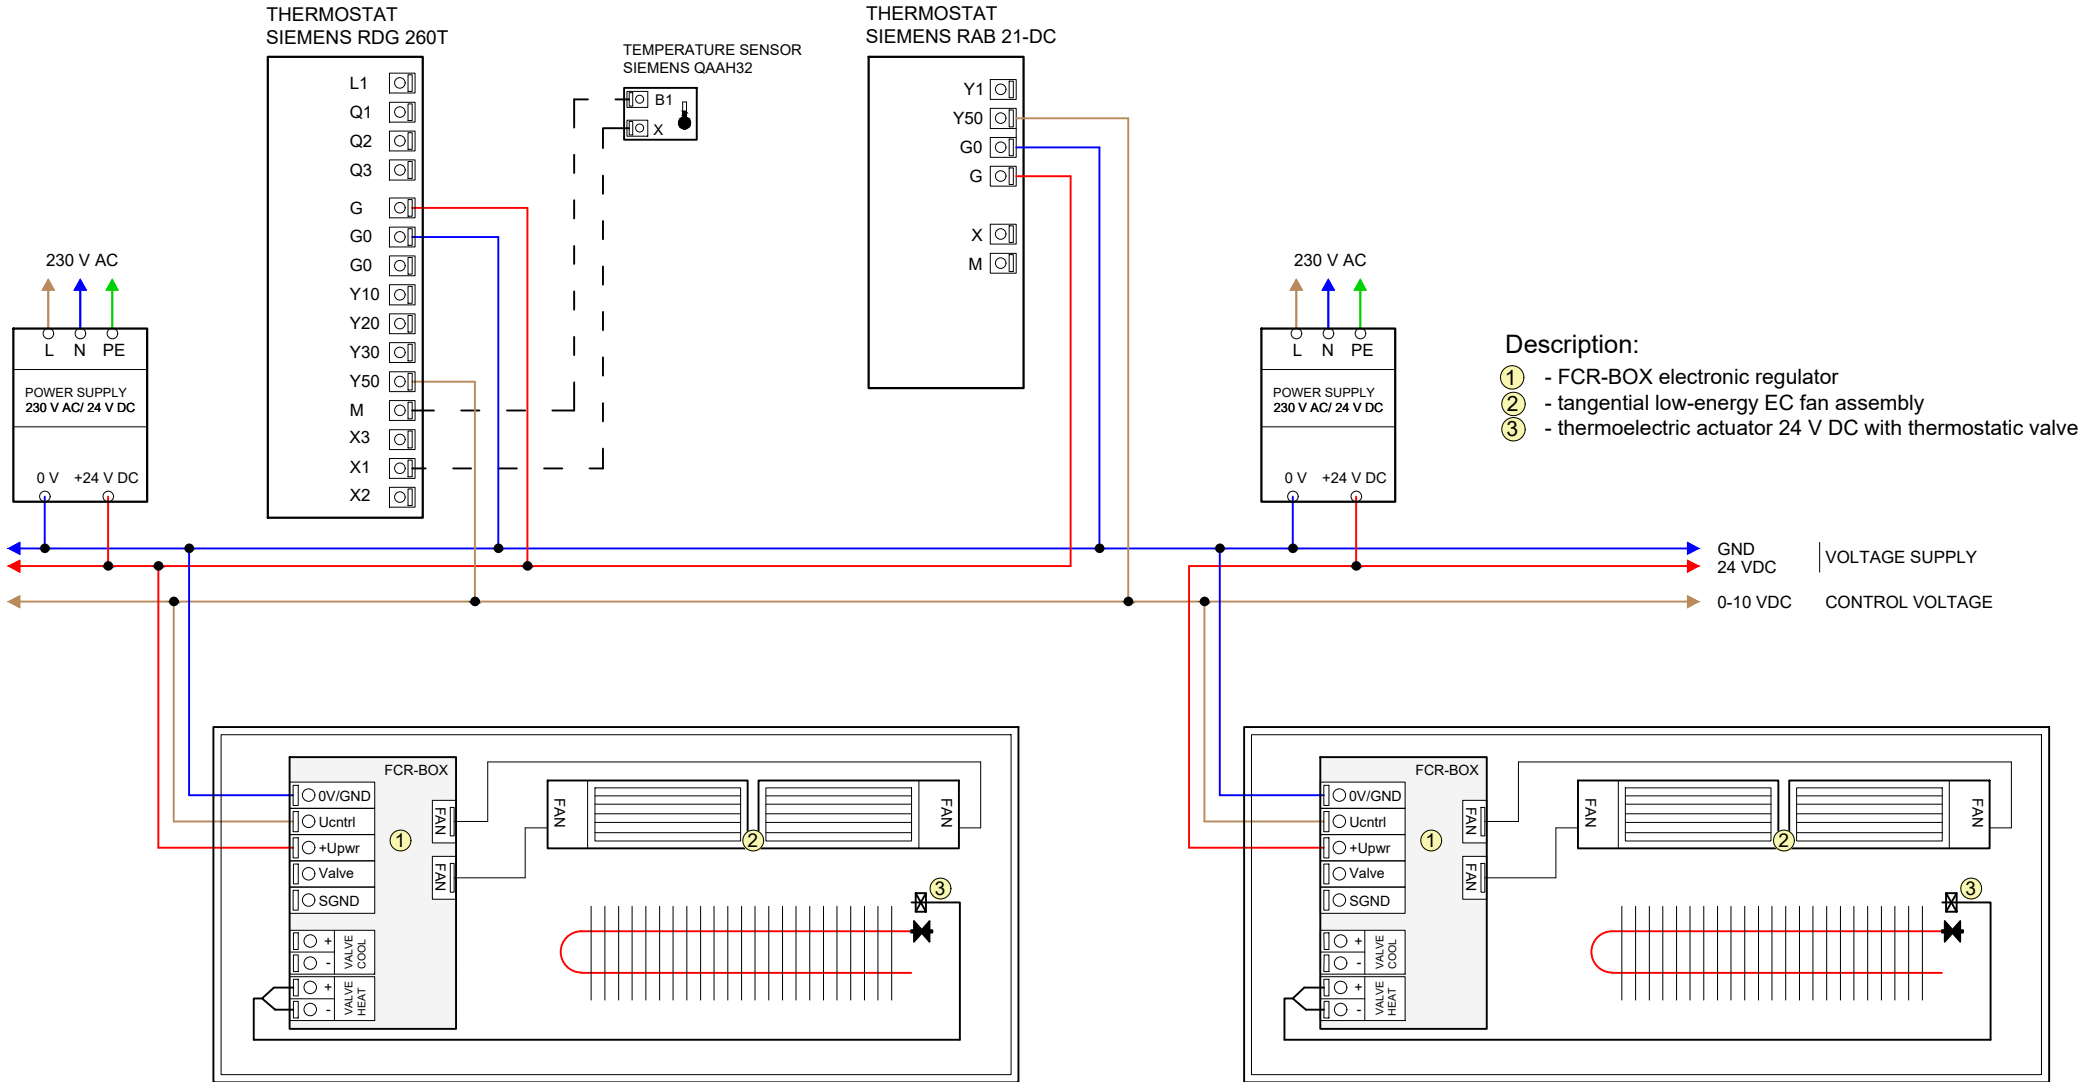 THERMOSTAT
SIEMENS RDG 260T
L1
Q1
Q2
Q3
G
G0
G0
Y10
Y20
Y30
Y50
M
X3
X1
X2
TEMPERATURE SENSOR
SIEMENS QAAH32
B1
X
THERMOSTAT
SIEMENS RAB 21-DC
Y1
Y50
G0
G
X
M
230 V AC
L N PE
POWER SUPPLY
230 V AC/ 24 V DC
0 V +24 V DC
230 V AC
L N PE
POWER SUPPLY
230 V AC/ 24 V DC
0 V +24 V DC
Description:
1 - FCR-BOX electronic regulator
2 - tangential low-energy EC fan assembly
3 - thermoelectric actuator 24 V DC with thermostatic valve
GND
24 VDC
VOLTAGE SUPPLY
0-10 VDC CONTROL VOLTAGE
FCR-BOX
0V/GND
Ucntrl
+Upwr
Valve
SGND
+
-
VALVE
COOL
+
-
VALVE
HEAT
1
FAN
FAN
FAN
FAN
2
3
FCR-BOX
0V/GND
Ucntrl
+Upwr
Valve
SGND
+
-
VALVE
COOL
+
-
VALVE
HEAT
1
FAN
FAN
FAN
FAN
2
3